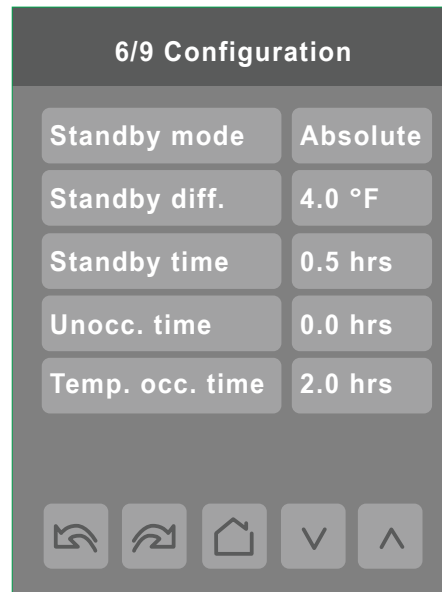 6/9 Configuration
Standby mode Absolute
Standby diff. 4.0 °F
Standby time 0.5 hrs
Unocc. time 0.0 hrs
Temp. occ. time 2.0 hrs